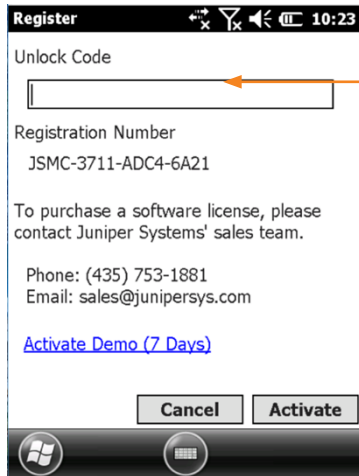 Register 10:23
Unlock Code
Registration Number
JSMC-3711-ADC4-6A21
To purchase a software license, please
contact Juniper Systems' sales team.
Phone: (435) 753-1881
Email: sales@junipersys.com
Activate Demo (7 Days)
Cancel Activate